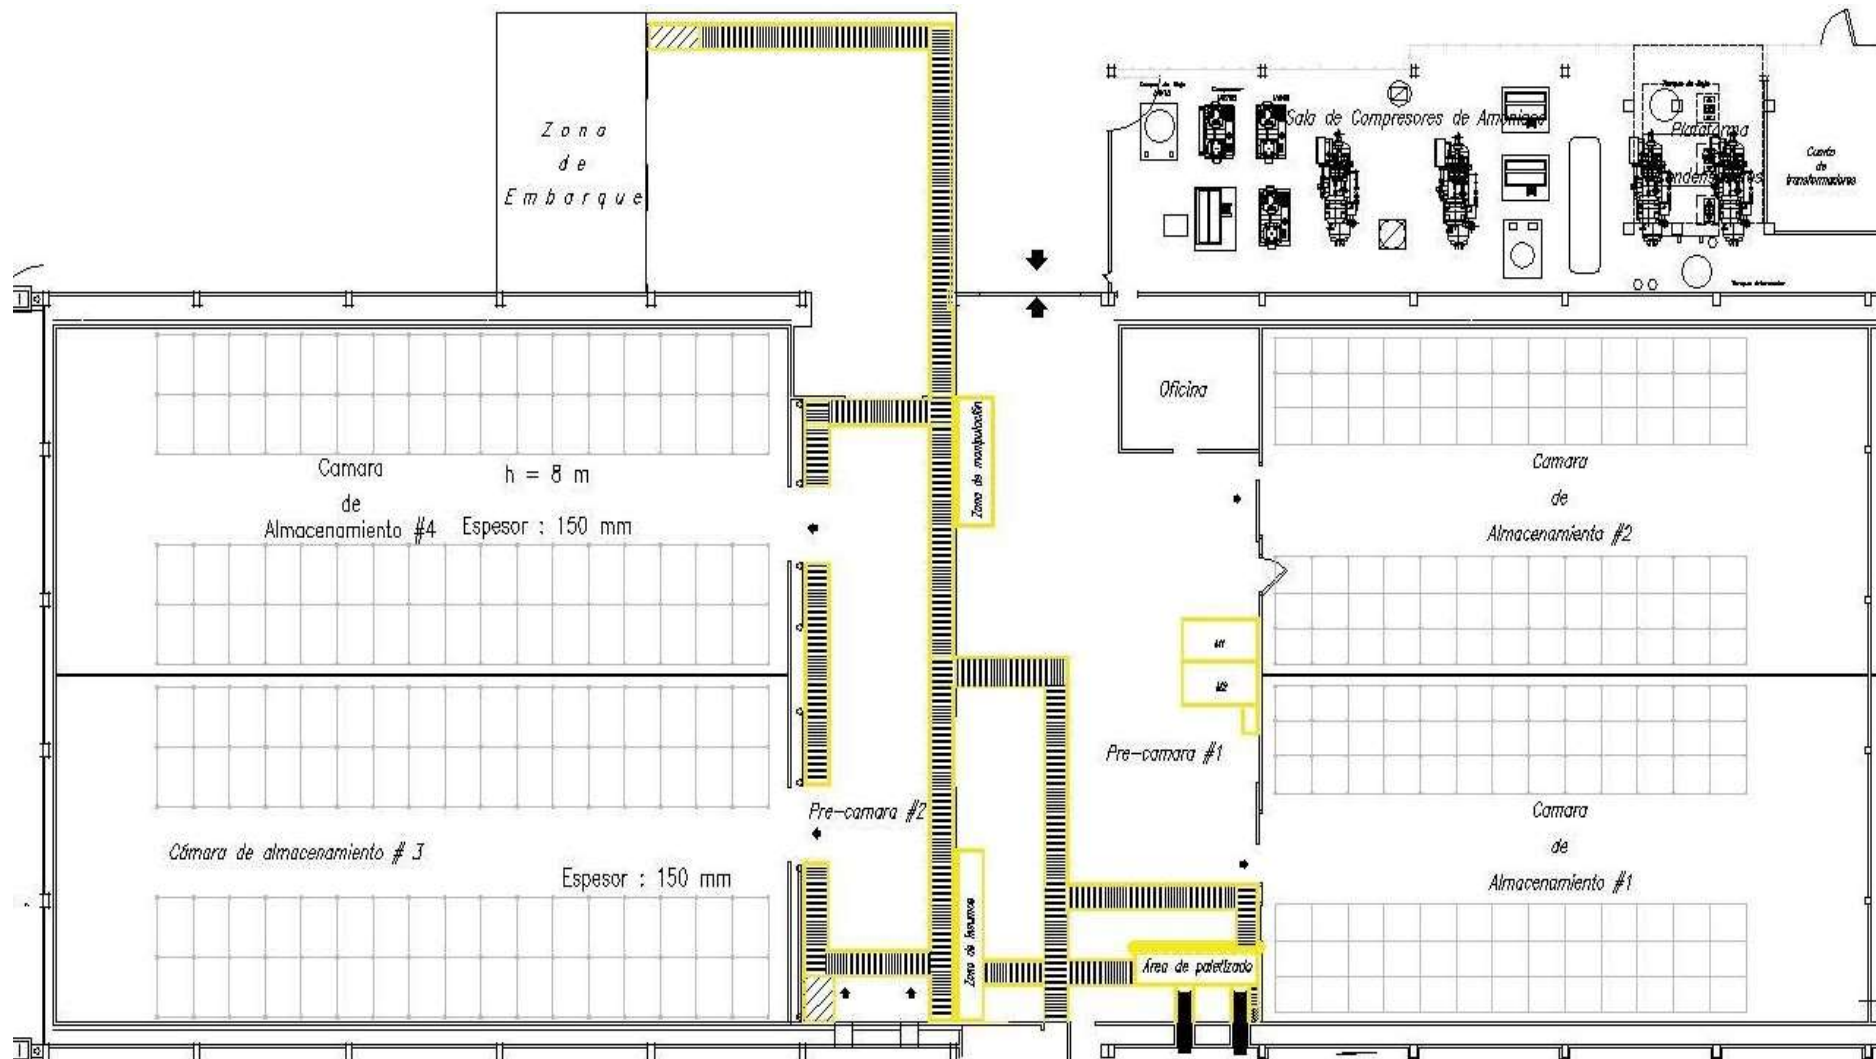 Zona
de
Embarque
Sala de Compresores de Amoniaco
Plataforma
Cuarto
de
transformadores
Oficina
Zona de manipulación
Camara
de
Almacenamiento #4
h = 8 m
Espesor : 150 mm
Camara
de
Almacenamiento #2
M1
M2
Pre-camara #1
Pre-camara #2
Cámara de almacenamiento # 3
Espesor : 150 mm
Camara
de
Almacenamiento #1
Zona de Insumos
Área de paletizado